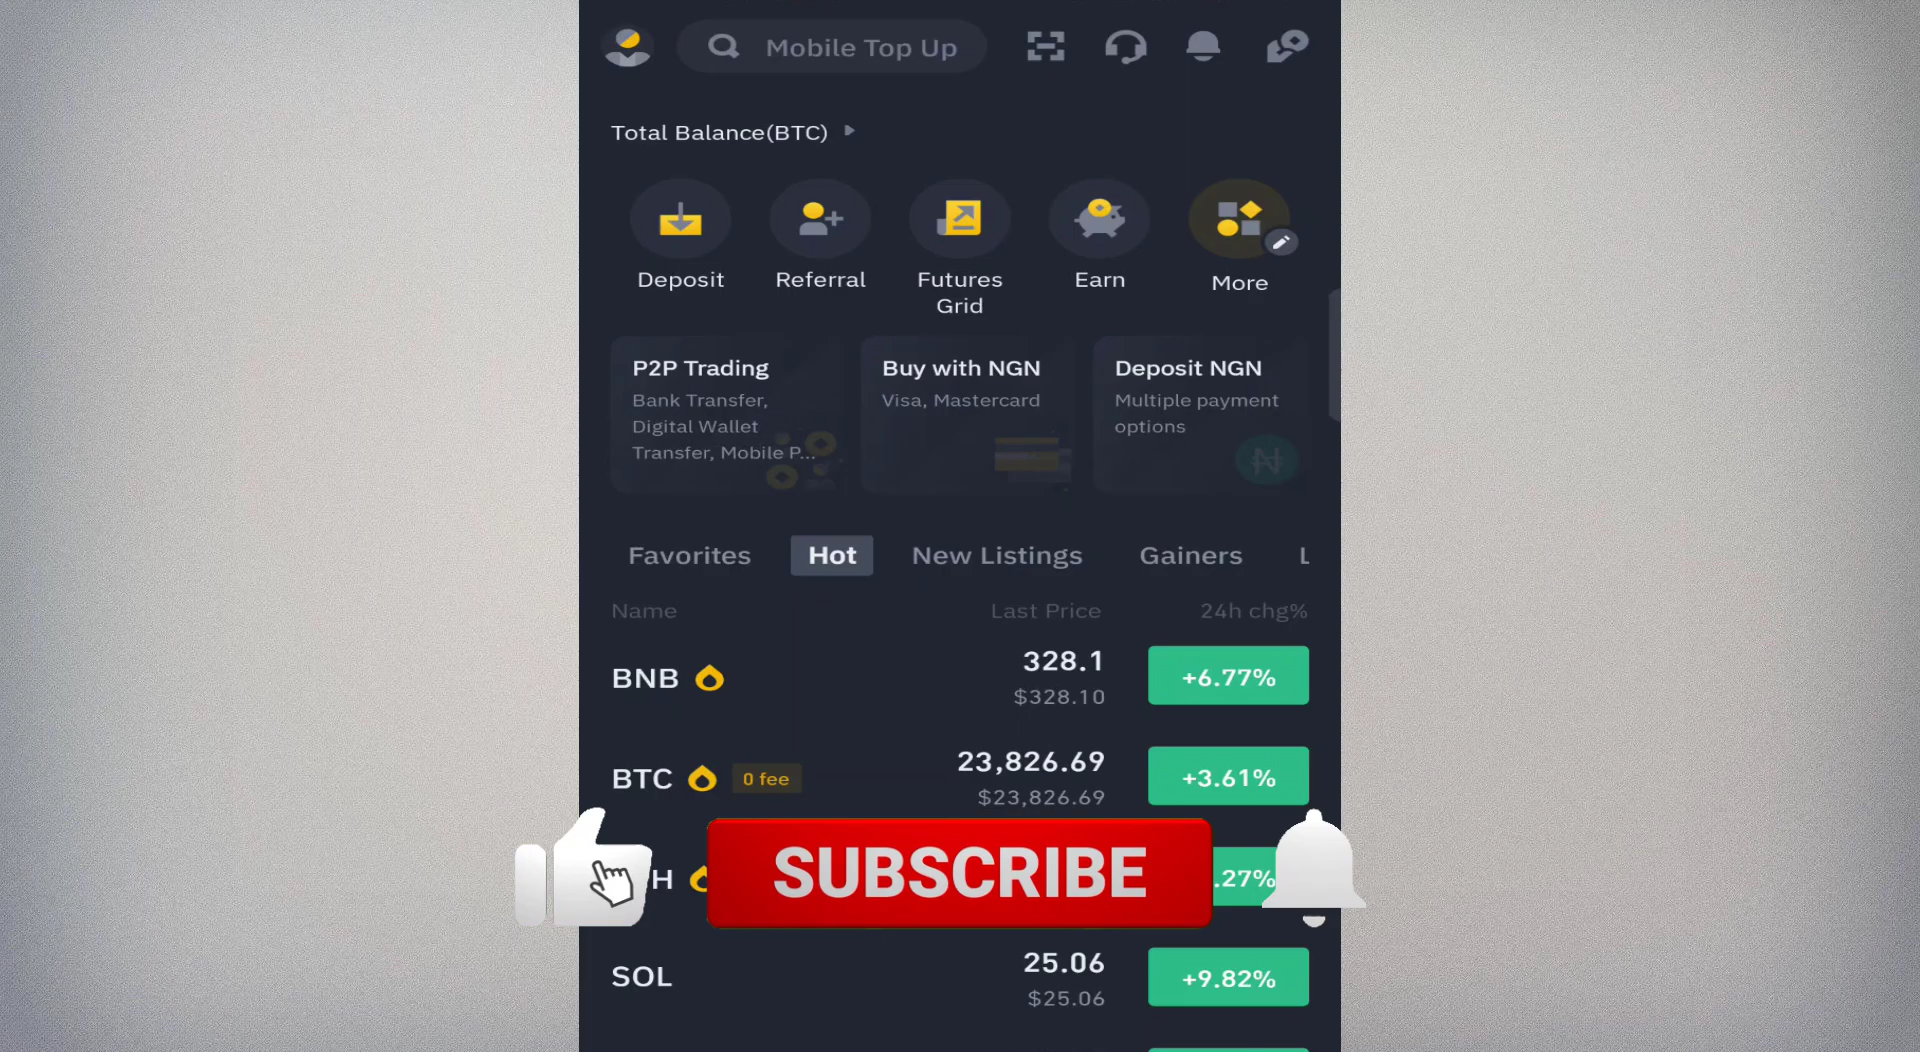 Mobile Top Up
Total Balance(BTC)
Deposit
Referral
Futures
Grid
Earn
More
P2P Trading
Bank Transfer,
Digital Wallet
Transfer, Mobile P...
Buy with NGN
Visa, Mastercard
Deposit NGN
Multiple payment
options
Favorites Hot New Listings Gainers L
Name Last Price 24h chg%
BNB 328.1 +6.77%
$328.10
BTC 0 fee 23,826.69 +3.61%
$23,826.69
H SUBSCRIBE .27%
SOL 25.06 +9.82%
$25.06